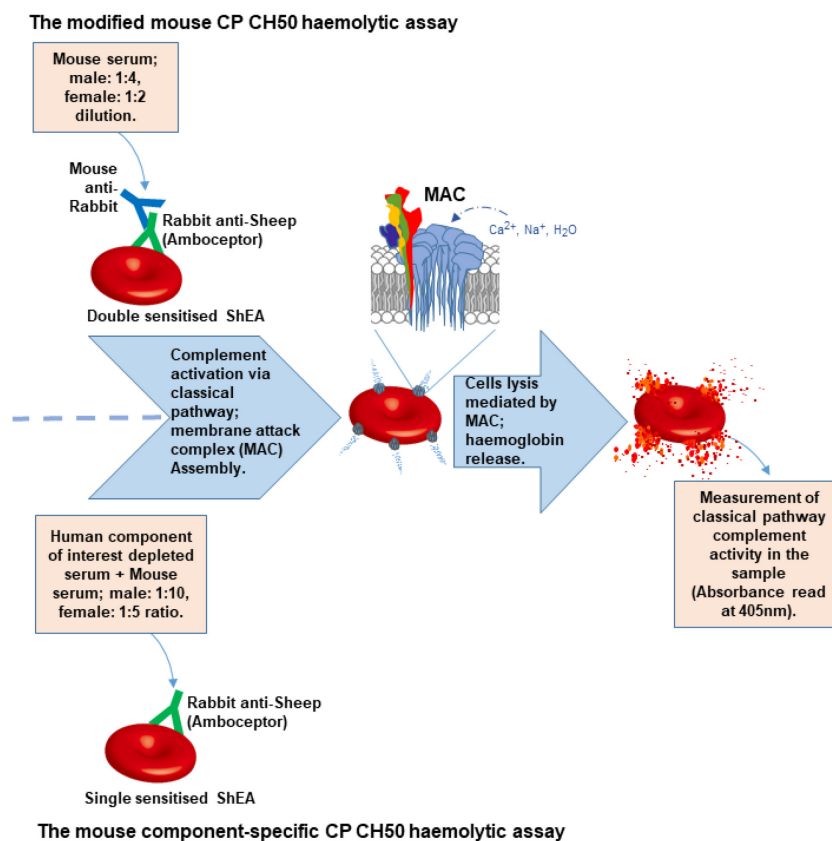 The modified mouse CP CH50 haemolytic assay
Mouse serum;
male: 1:4,
female: 1:2
dilution.
Mouse
anti-
Rabbit
Rabbit anti-Sheep
(Amboceptor)
Double sensitised ShEA
MAC
Ca²⁺, Na⁺, H₂O
Complement
activation via
classical
pathway;
membrane attack
complex (MAC)
Assembly.
Cells lysis
mediated by
MAC;
haemoglobin
release.
Measurement of
classical pathway
complement
activity in the
sample
(Absorbance read
at 405nm).
Human component
of interest depleted
serum + Mouse
serum; male: 1:10,
female: 1:5 ratio.
Rabbit anti-Sheep
(Amboceptor)
Single sensitised ShEA
The mouse component-specific CP CH50 haemolytic assay